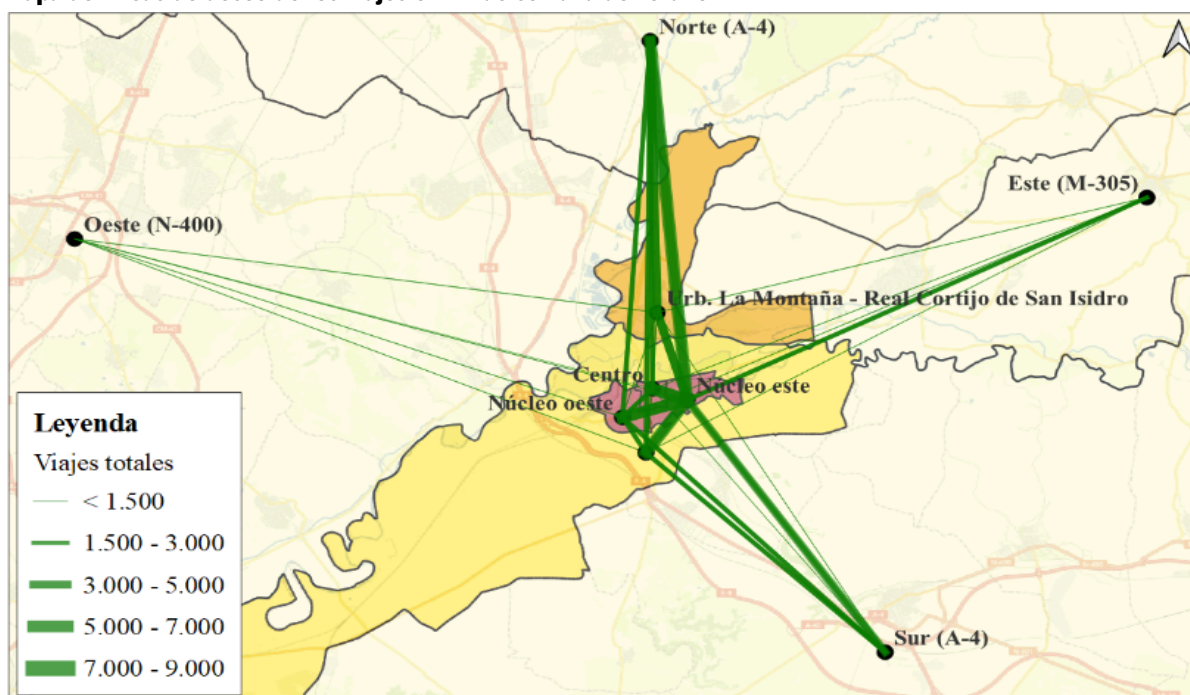 Norte (A-4)
Este (M-305)
Oeste (N-400)
Urb. La Montaña - Real Cortijo de San Isidro
Centro
Núcleo este
Núcleo oeste
Leyenda
Viajes totales
< 1.500
1.500 - 3.000
3.000 - 5.000
5.000 - 7.000
7.000 - 9.000
Sur (A-4)